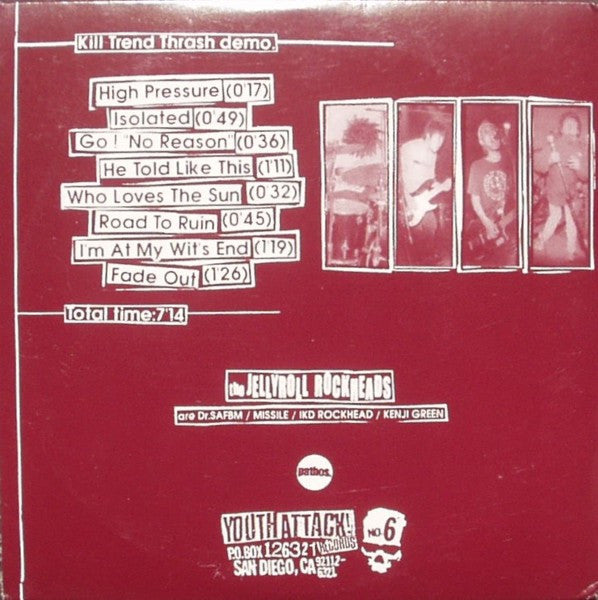 Kill Trend Thrash demo.
High Pressure (0'17)
Isolated (0'49)
Go! "No Reason" (0'36)
He Told Like This (1'11)
Who Loves The Sun (0'32)
Road To Ruin (0'45)
I'm At My Wit's End (1'19)
Fade Out (1'26)
Total time:7'14
the JELLYROLL ROCKHEADS
are Dr.SAFBM / MISSILE / IKD ROCKHEAD / KENJI GREEN
pathos.
YOUTH ATTACK!
RECORDS
P.O.BOX 126321
SAN DIEGO, CA 92112-6321
NO. 6